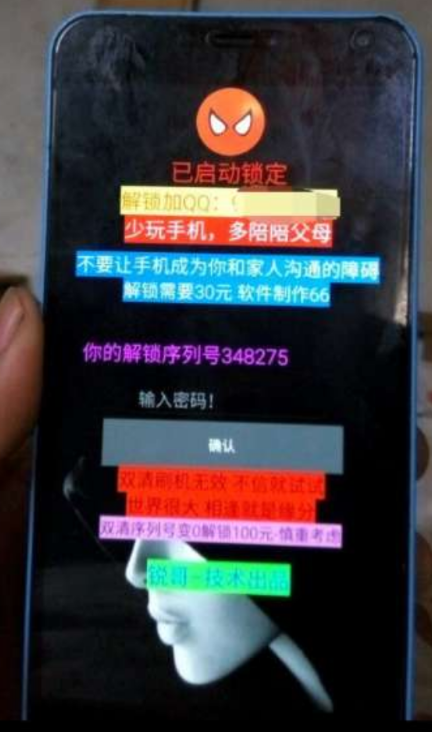 已启动锁定
解锁加QQ：
少玩手机，多陪陪父母
不要让手机成为你和家人沟通的障碍
解锁需要30元 软件制作66
你的解锁序列号348275
输入密码！
确认
双清刷机无效 不信就试试
世界很大 相逢就是缘分
双清序列号变0解锁100元-慎重考虑
锐哥-技术出品